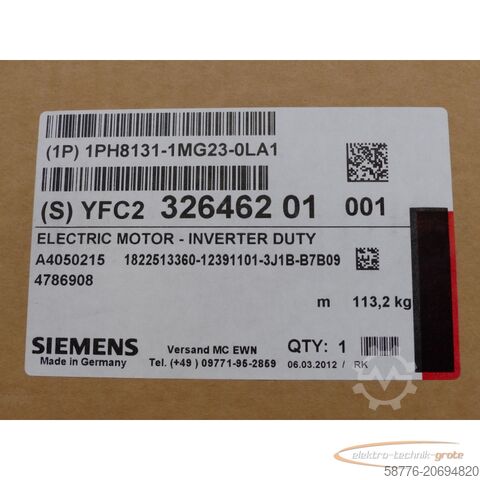 (1P) 1PH8131-1MG23-0LA1
(S) YFC2 326462 01 001
ELECTRIC MOTOR - INVERTER DUTY
A4050215 1822513360-12391101-3J1B-B7B09
4786908
m 113,2 kg
SIEMENS Versand MC EWN QTY: 1
Made in Germany Tel. (+49 ) 09771-95-2859 06.03.2012 / RK
elektro-technik-grote
58776-20694820